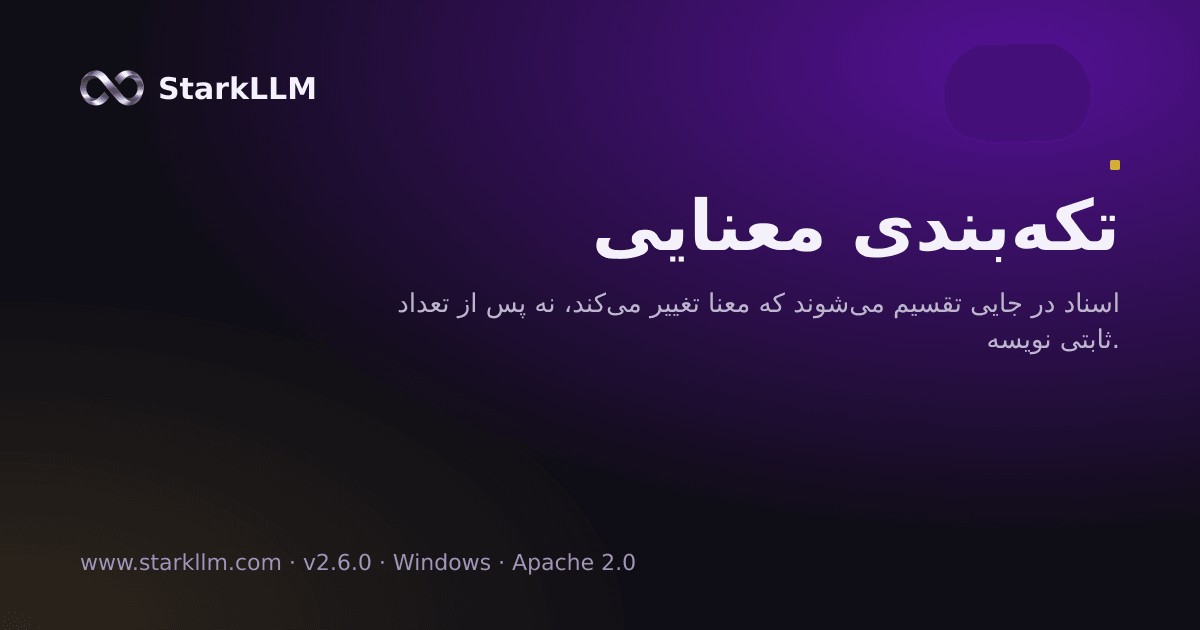 StarkLLM
تکه‌بندی معنایی
اسناد در جایی تقسیم می‌شوند که معنا تغییر می‌کند، نه پس از تعداد
ثابتی نویسه.
www.starkllm.com · v2.6.0 · Windows · Apache 2.0